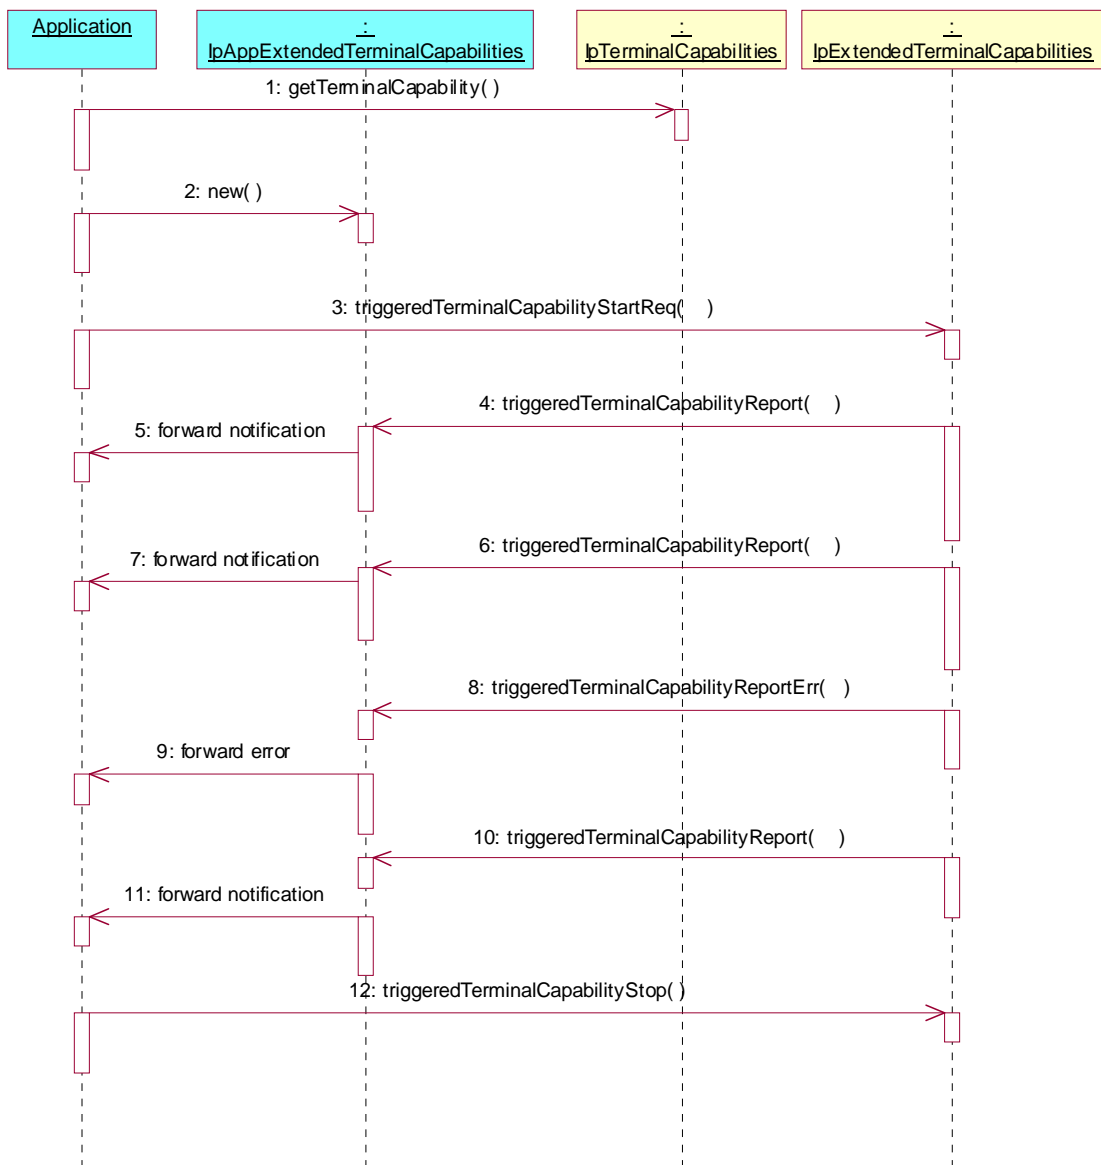 Application
:
IpAppExtendedTerminalCapabilities
:
IpTerminalCapabilities
:
IpExtendedTerminalCapabilities
1: getTerminalCapability( )
2: new( )
3: triggeredTerminalCapabilityStartReq( )
4: triggeredTerminalCapabilityReport( )
5: forward notification
6: triggeredTerminalCapabilityReport( )
7: forward notification
8: triggeredTerminalCapabilityReportErr( )
9: forward error
10: triggeredTerminalCapabilityReport( )
11: forward notification
12: triggeredTerminalCapabilityStop( )